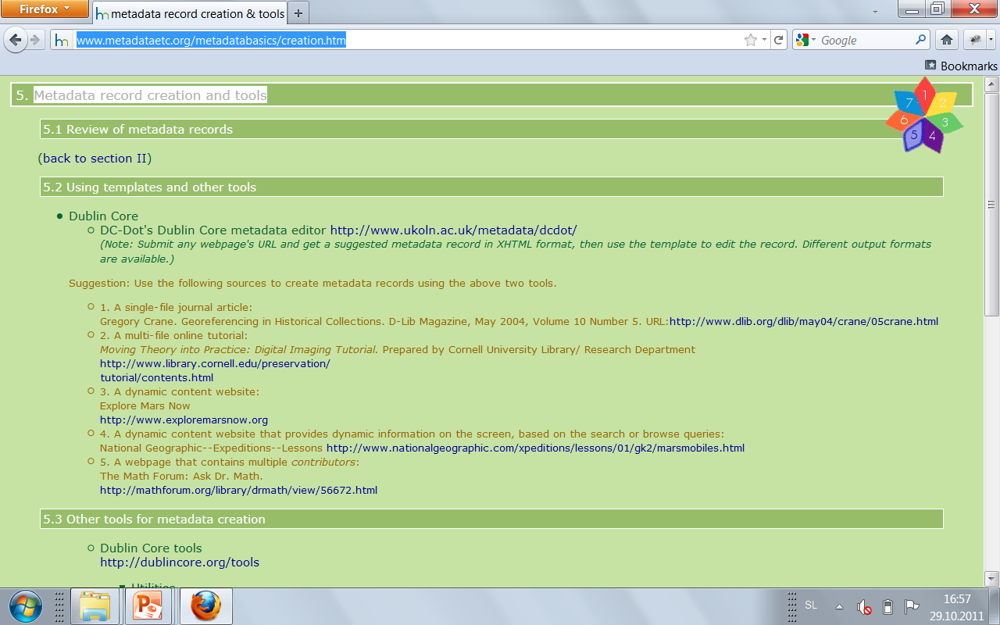 Firefox
metadata record creation & tools
www.metadataetc.org/metadatabasics/creation.htm
Google
Bookmarks
5. Metadata record creation and tools
1
2
3
4
5
6
7
5.1 Review of metadata records
(back to section II)
5.2 Using templates and other tools
Dublin Core
DC-Dot's Dublin Core metadata editor http://www.ukoln.ac.uk/metadata/dcdot/
(Note: Submit any webpage's URL and get a suggested metadata record in XHTML format, then use the template to edit the record. Different output formats
are available.)
Suggestion: Use the following sources to create metadata records using the above two tools.
1. A single-file journal article:
Gregory Crane. Georeferencing in Historical Collections. D-Lib Magazine, May 2004, Volume 10 Number 5. URL:http://www.dlib.org/dlib/may04/crane/05crane.html
2. A multi-file online tutorial:
Moving Theory into Practice: Digital Imaging Tutorial. Prepared by Cornell University Library/ Research Department
http://www.library.cornell.edu/preservation/
tutorial/contents.html
3. A dynamic content website:
Explore Mars Now
http://www.exploremarsnow.org
4. A dynamic content website that provides dynamic information on the screen, based on the search or browse queries:
National Geographic--Expeditions--Lessons http://www.nationalgeographic.com/xpeditions/lessons/01/gk2/marsmobiles.html
5. A webpage that contains multiple contributors:
The Math Forum: Ask Dr. Math.
http://mathforum.org/library/drmath/view/56672.html
5.3 Other tools for metadata creation
Dublin Core tools
http://dublincore.org/tools
Utilities
SL
16:57
29.10.2011